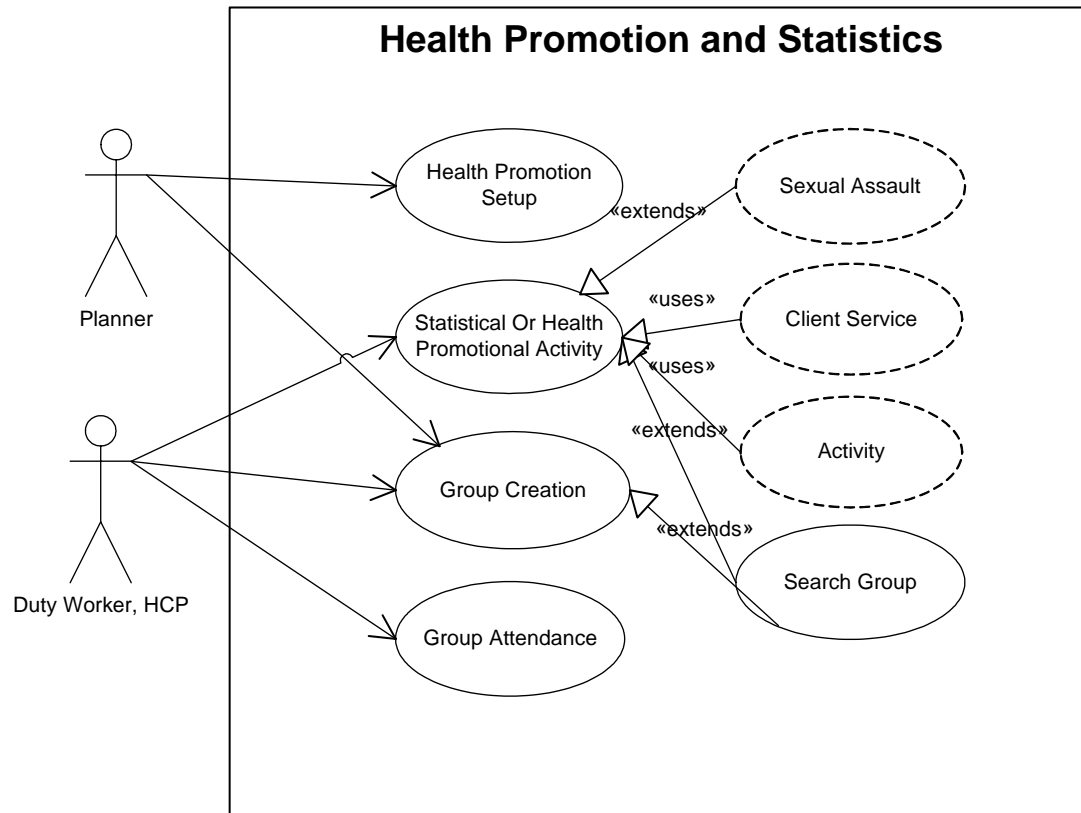 Health Promotion and Statistics
Health Promotion
Setup
Sexual Assault
«extends»
Planner
Statistical Or Health
Promotional Activity
«uses»
Client Service
«uses»
«extends»
Activity
Group Creation
«extends»
Search Group
Duty Worker, HCP
Group Attendance